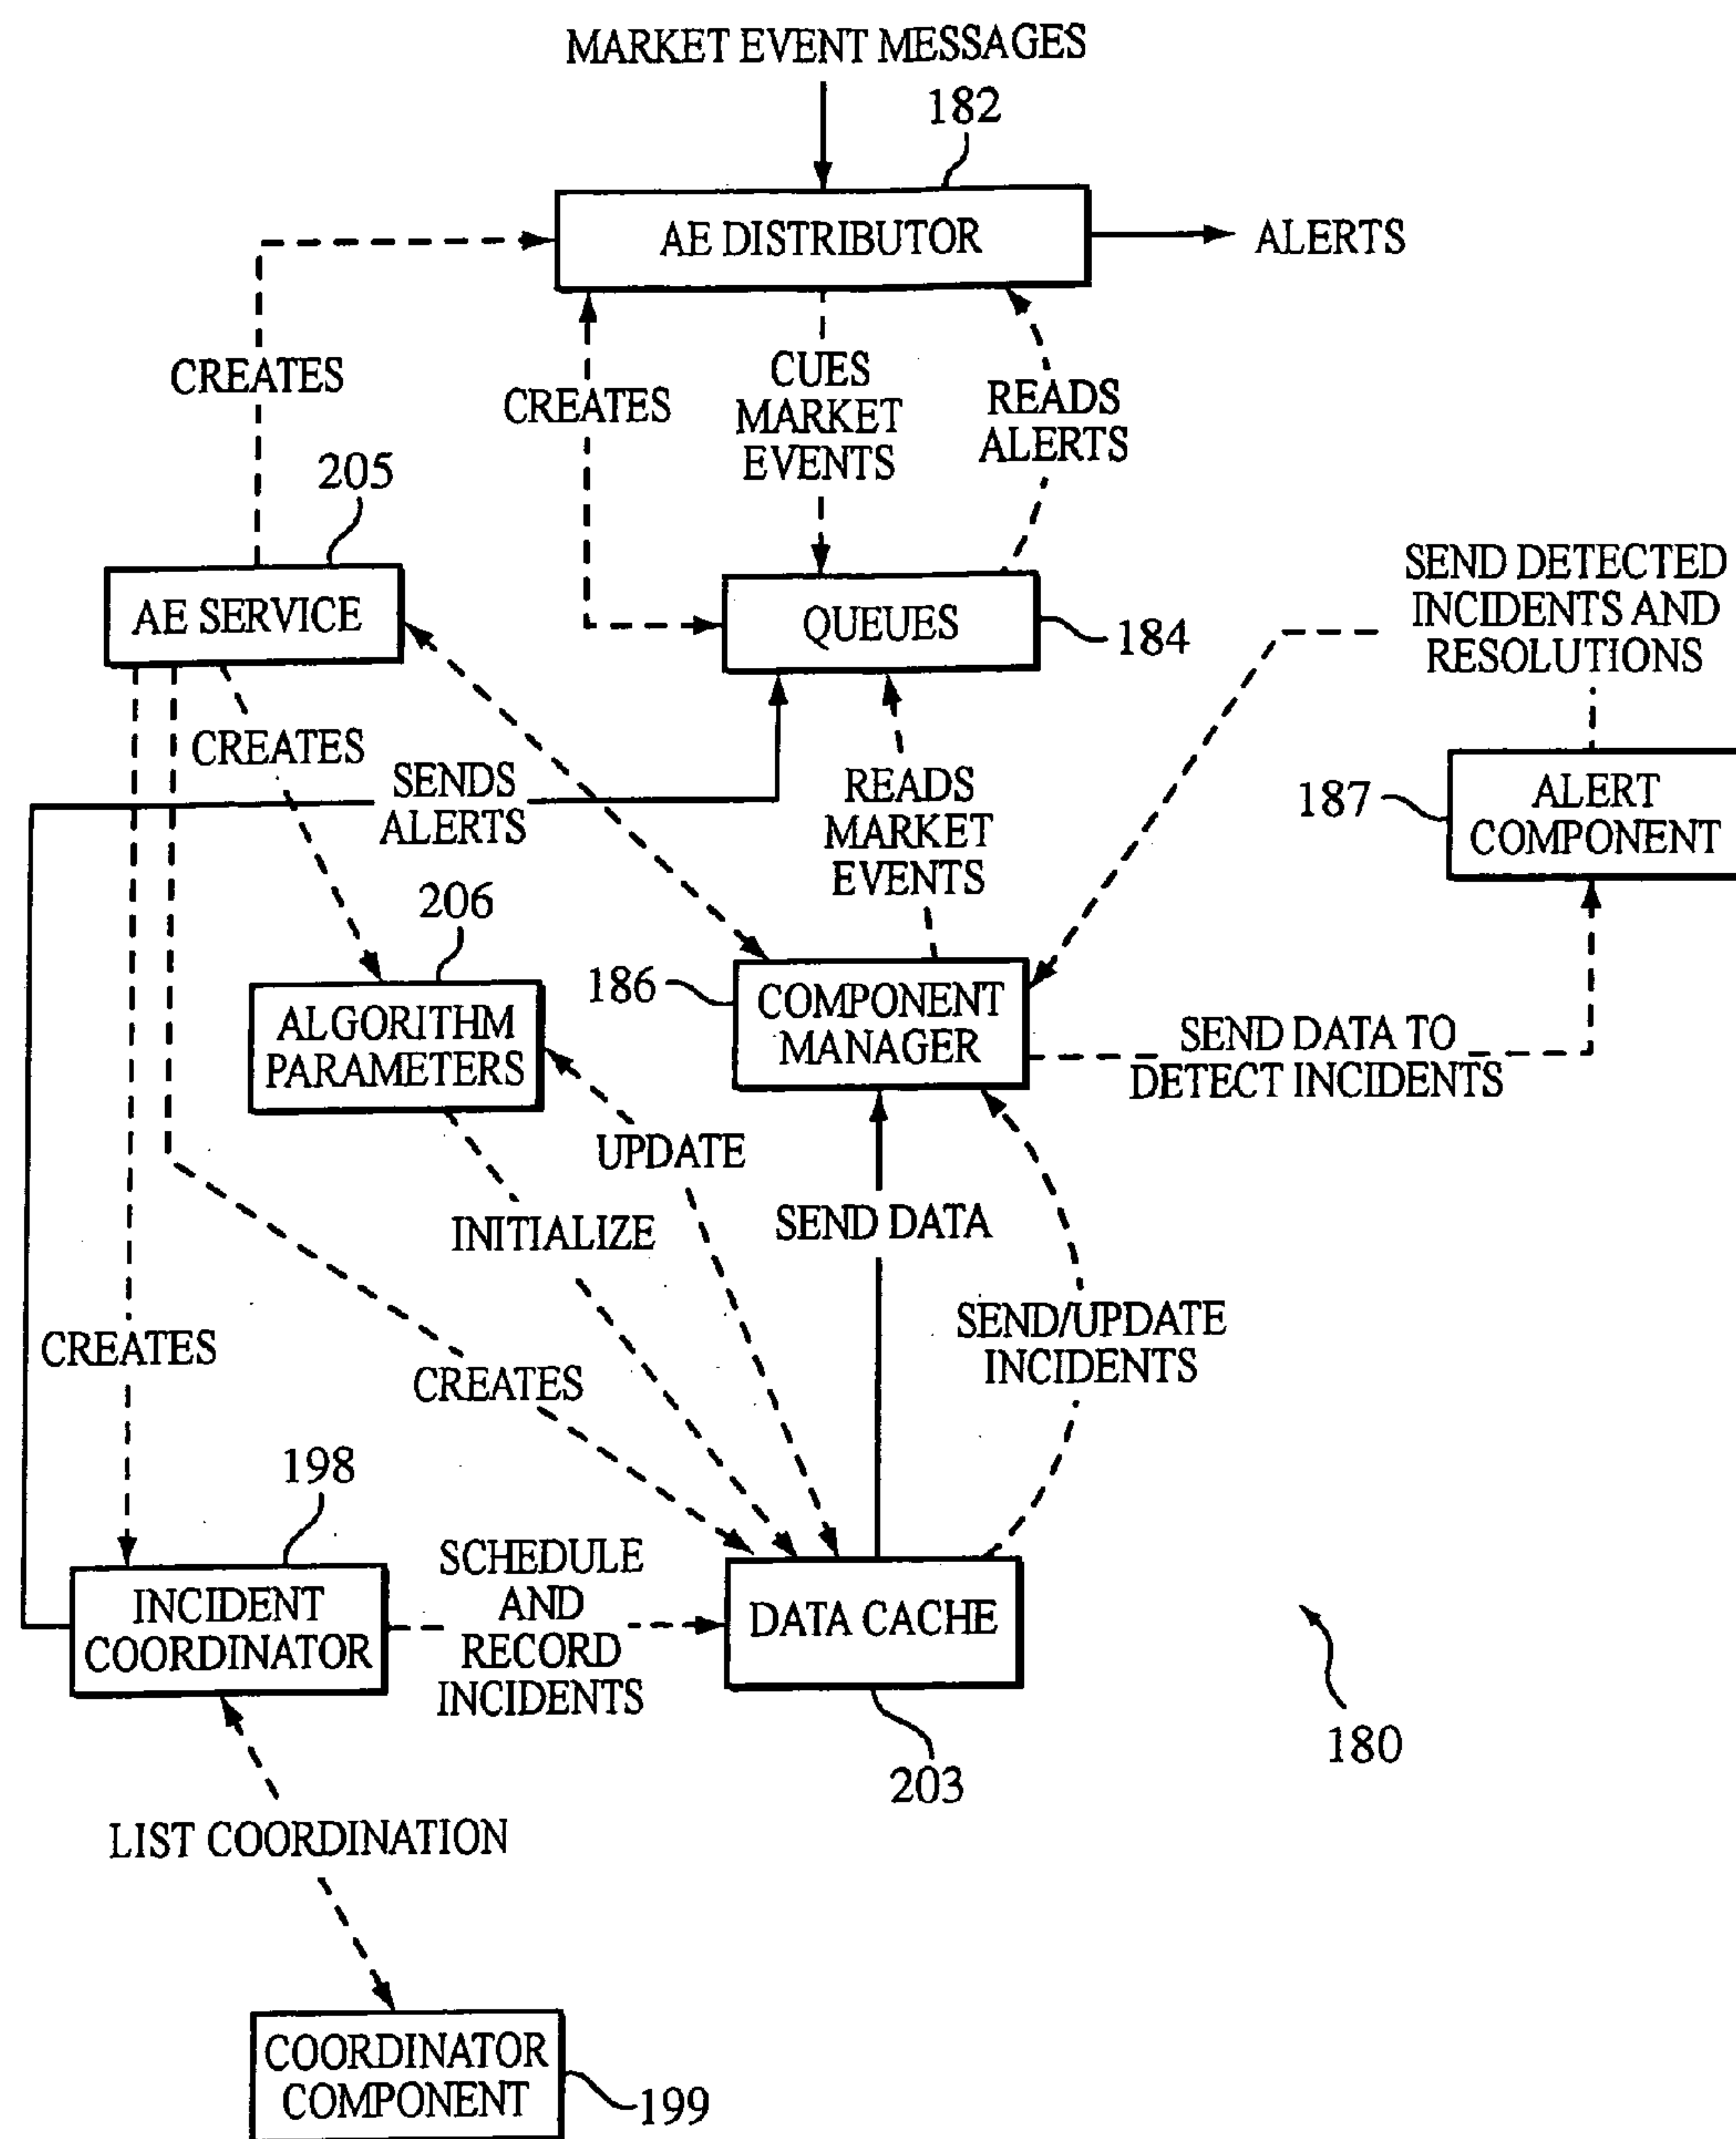 MARKET EVENT MESSAGES
182
AE DISTRIBUTOR
ALERTS
CREATES
CREATES
CUES
MARKET
EVENTS
READS
ALERTS
205
AE SERVICE
QUEUES
184
SEND DETECTED
INCIDENTS AND
RESOLUTIONS
CREATES
SENDS
ALERTS
READS
MARKET
EVENTS
187
ALERT
COMPONENT
206
ALGORITHM
PARAMETERS
186
COMPONENT
MANAGER
SEND DATA TO
DETECT INCIDENTS
UPDATE
INITIALIZE
SEND DATA
SEND/UPDATE
INCIDENTS
CREATES
CREATES
198
INCIDENT
COORDINATOR
SCHEDULE
AND
RECORD
INCIDENTS
DATA CACHE
203
180
LIST COORDINATION
COORDINATOR
COMPONENT
199